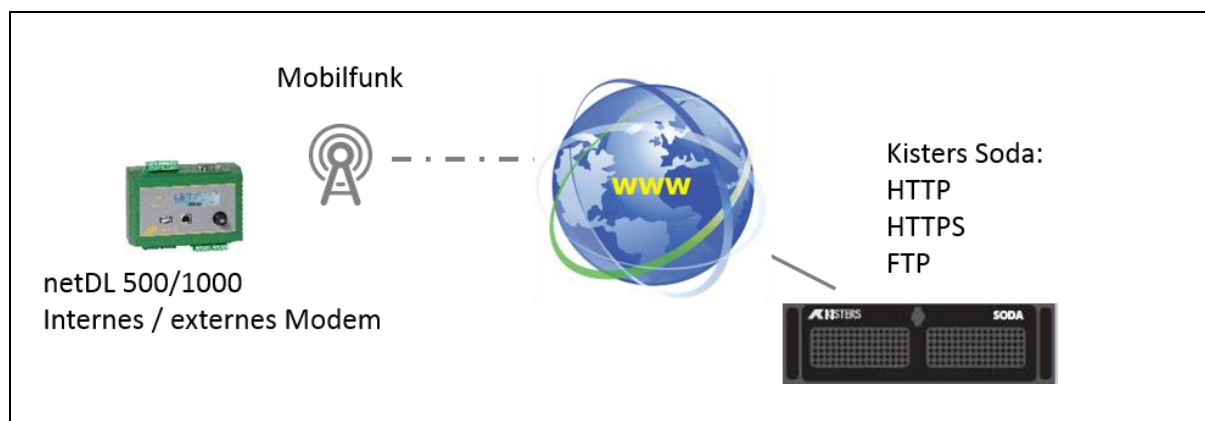 Mobilfunk
www
Kisters Soda:
HTTP
HTTPS
FTP
netDL 500/1000
Internes / externes Modem
KISTERS
SODA